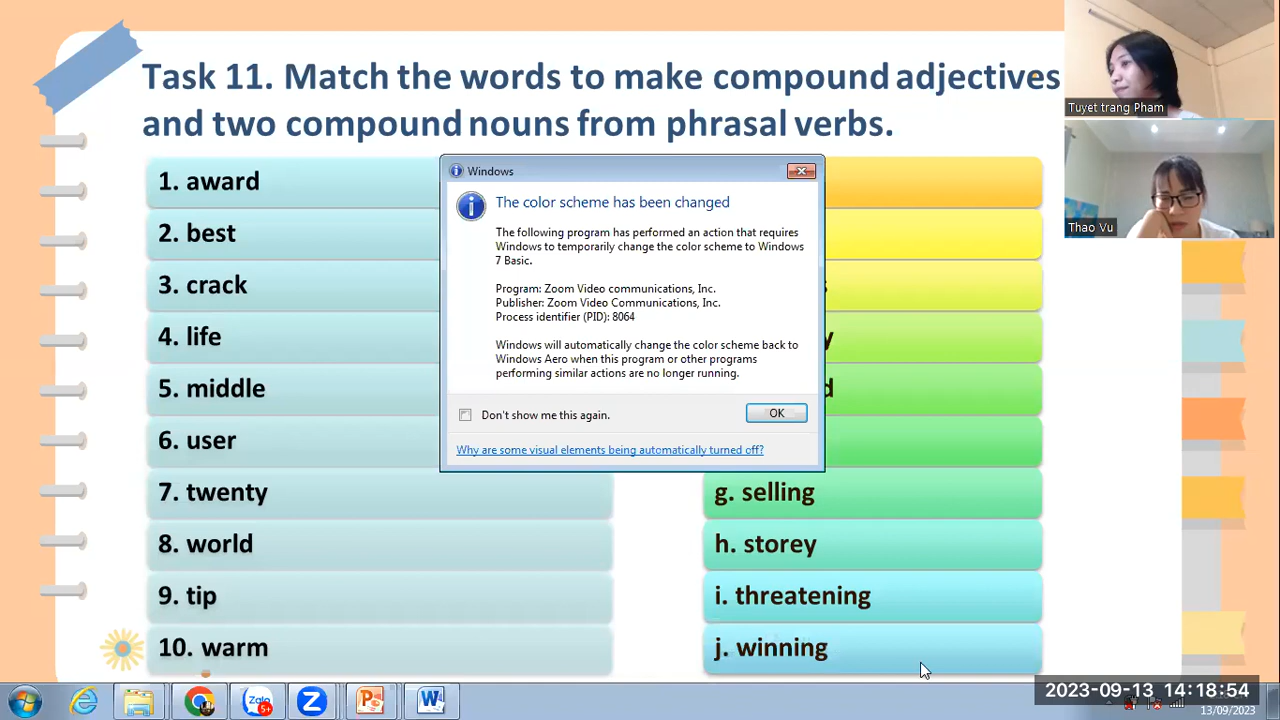 Task 11. Match the words to make compound adjectives
and two compound nouns from phrasal verbs.
1. award
2. best
3. crack
4. life
5. middle
6. user
7. twenty
8. world
9. tip
10. warm
g. selling
h. storey
i. threatening
j. winning
Windows
The color scheme has been changed
The following program has performed an action that requires
Windows to temporarily change the color scheme to Windows
7 Basic.
Program: Zoom Video communications, Inc.
Publisher: Zoom Video Communications, Inc.
Process identifier (PID): 8064
Windows will automatically change the color scheme back to
Windows Aero when this program or other programs
performing similar actions are no longer running.
Don't show me this again.
OK
Why are some visual elements being automatically turned off?
Tuyet trang Pham
Thao Vu
Zalo
5+
2023-09-13 14:18:54
13/09/2023